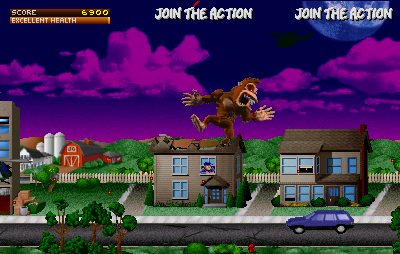 SCORE 6900
JOIN THE ACTION JOIN THE ACTION
EXCELLENT HEALTH